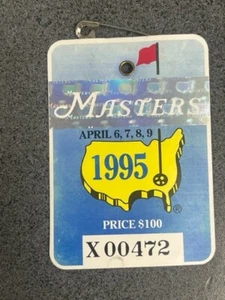 MASTERS
APRIL 6, 7, 8, 9
1995
®
PRICE $100
X 00472